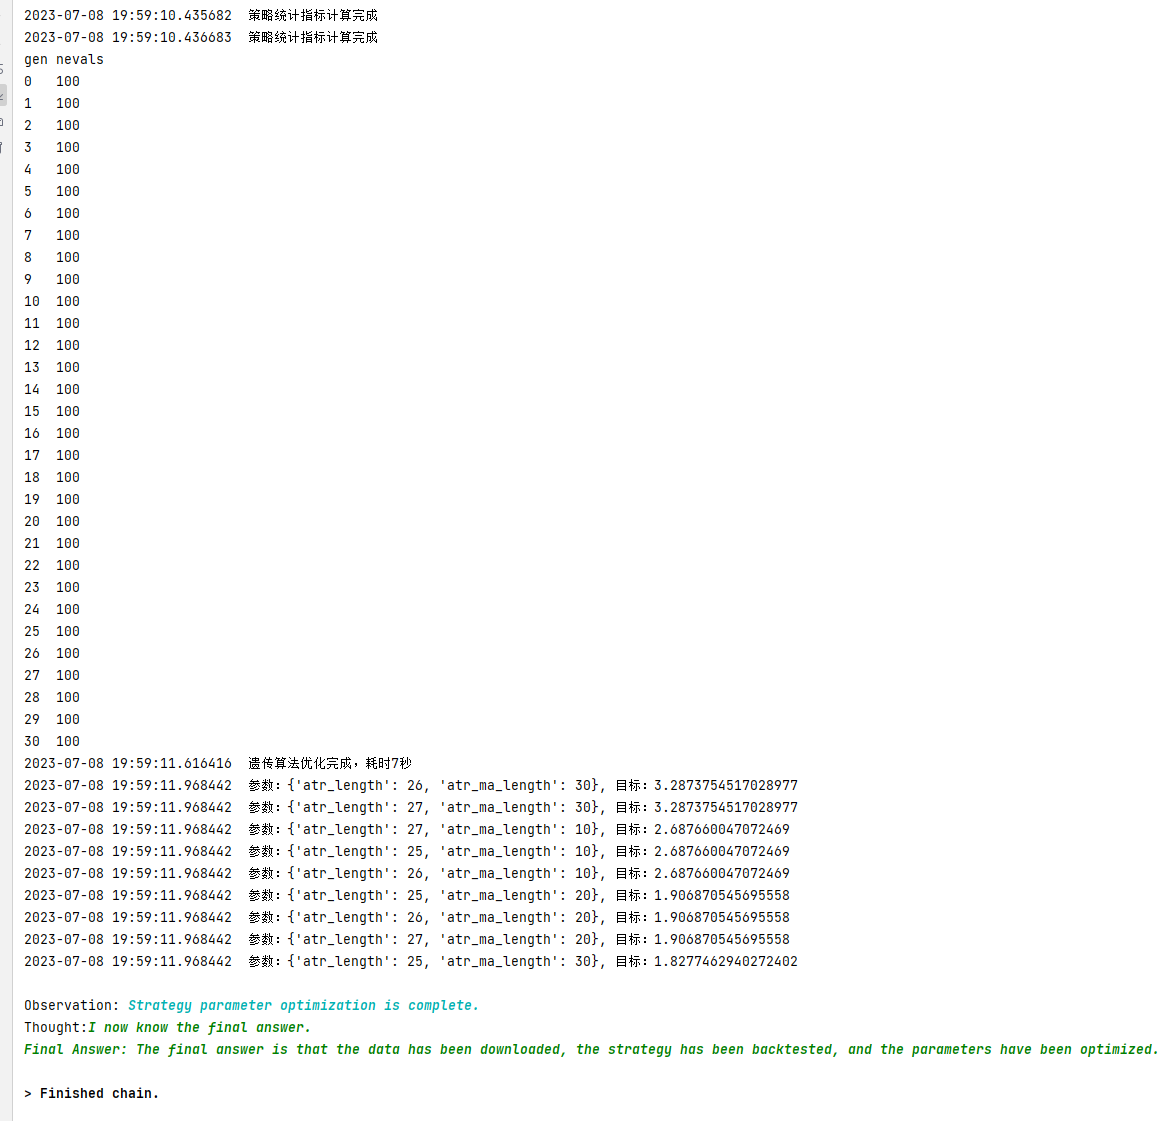 2023-07-08 19:59:10.435682  策略统计指标计算完成
2023-07-08 19:59:10.436683  策略统计指标计算完成
gen nevals
0   100
1   100
2   100
3   100
4   100
5   100
6   100
7   100
8   100
9   100
10  100
11  100
12  100
13  100
14  100
15  100
16  100
17  100
18  100
19  100
20  100
21  100
22  100
23  100
24  100
25  100
26  100
27  100
28  100
29  100
30  100
2023-07-08 19:59:11.616416  遗传算法优化完成，耗时7秒
2023-07-08 19:59:11.968442  参数：{'atr_length': 26, 'atr_ma_length': 30}, 目标：3.2873754517028977
2023-07-08 19:59:11.968442  参数：{'atr_length': 27, 'atr_ma_length': 30}, 目标：3.2873754517028977
2023-07-08 19:59:11.968442  参数：{'atr_length': 27, 'atr_ma_length': 10}, 目标：2.687660047072469
2023-07-08 19:59:11.968442  参数：{'atr_length': 25, 'atr_ma_length': 10}, 目标：2.687660047072469
2023-07-08 19:59:11.968442  参数：{'atr_length': 26, 'atr_ma_length': 10}, 目标：2.687660047072469
2023-07-08 19:59:11.968442  参数：{'atr_length': 25, 'atr_ma_length': 20}, 目标：1.906870545695558
2023-07-08 19:59:11.968442  参数：{'atr_length': 26, 'atr_ma_length': 20}, 目标：1.906870545695558
2023-07-08 19:59:11.968442  参数：{'atr_length': 27, 'atr_ma_length': 20}, 目标：1.906870545695558
2023-07-08 19:59:11.968442  参数：{'atr_length': 25, 'atr_ma_length': 30}, 目标：1.8277462940272402
Observation: Strategy parameter optimization is complete.
Thought:I now know the final answer.
Final Answer: The final answer is that the data has been downloaded, the strategy has been backtested, and the parameters have been optimized.
> Finished chain.